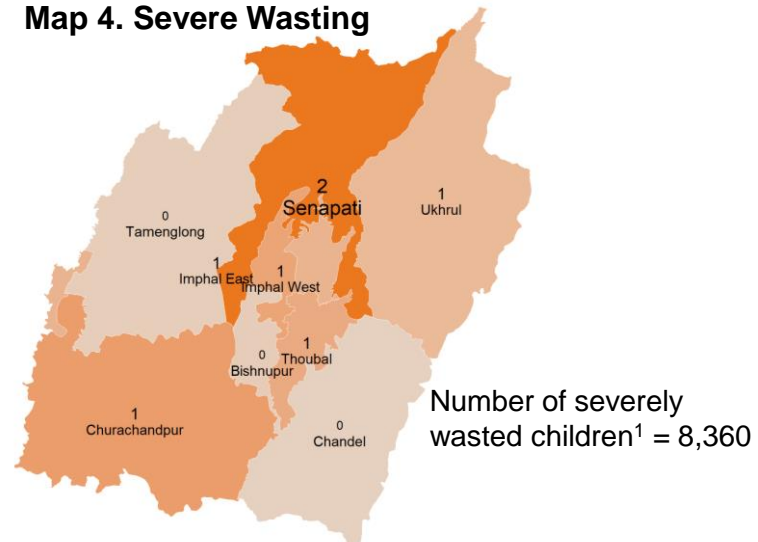 Map 4. Severe Wasting
2
Senapati
1
Ukhrul
0
Tamenglong
1
Imphal East
1
Imphal West
1
Thoubal
0
Bishnupur
1
Churachandpur
0
Chandel
Number of severely
wasted children¹ = 8,360